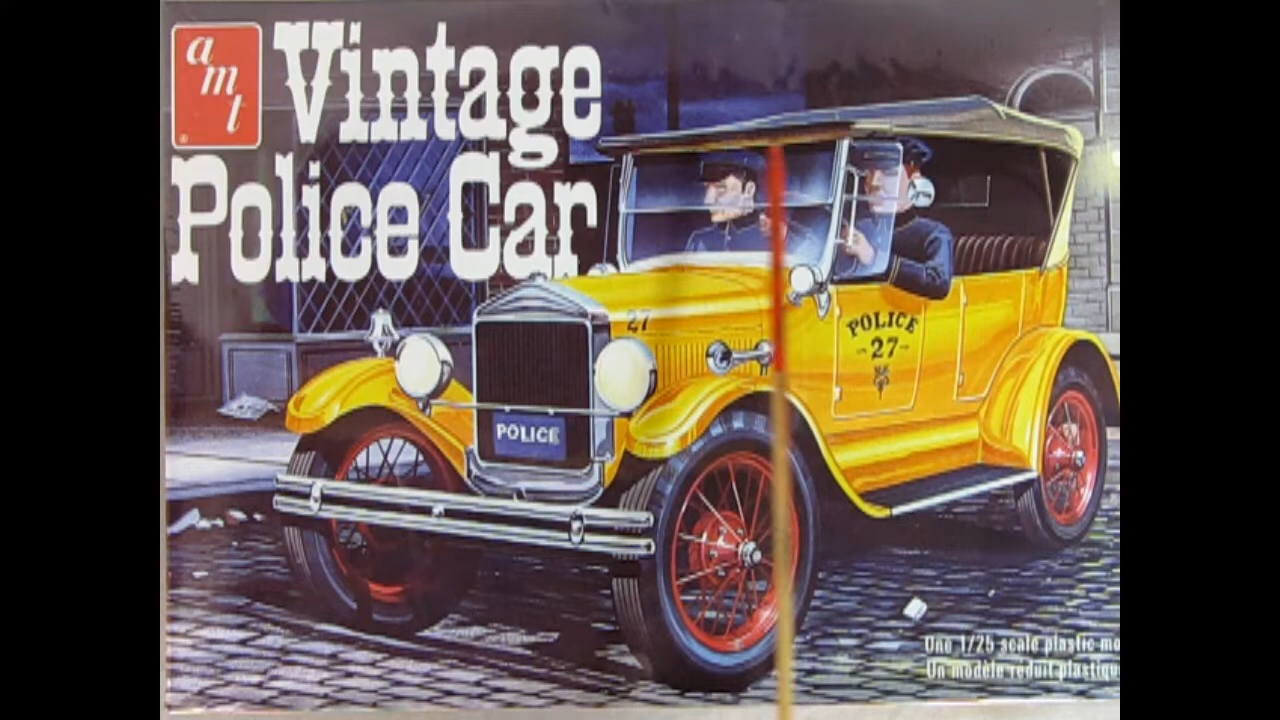 amt
Vintage
Police Car
27
POLICE
-27-
POLICE
One 1/25 scale plastic mo
Un modèle réduit plastiqu